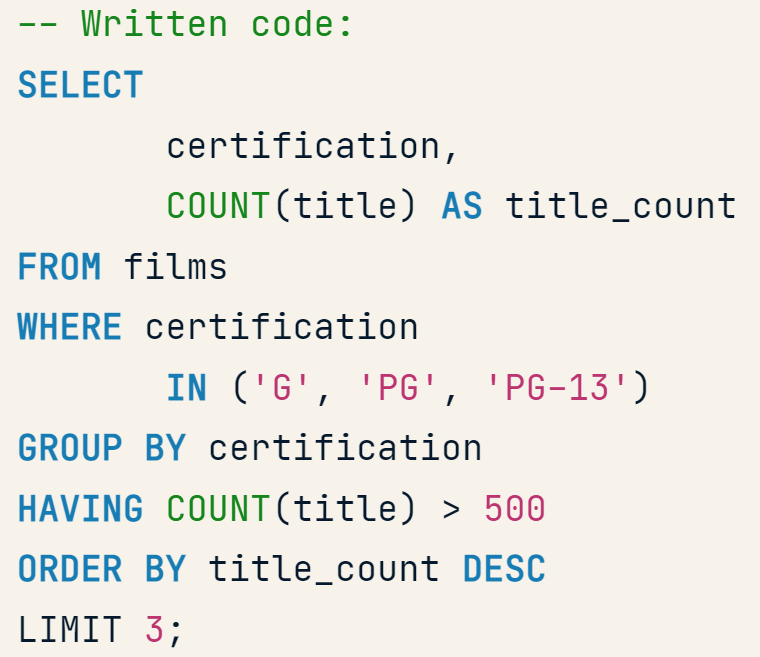 -- Written code:
SELECT
certification,
COUNT(title) AS title_count
FROM films
WHERE certification
IN ('G', 'PG', 'PG-13')
GROUP BY certification
HAVING COUNT(title) > 500
ORDER BY title_count DESC
LIMIT 3;